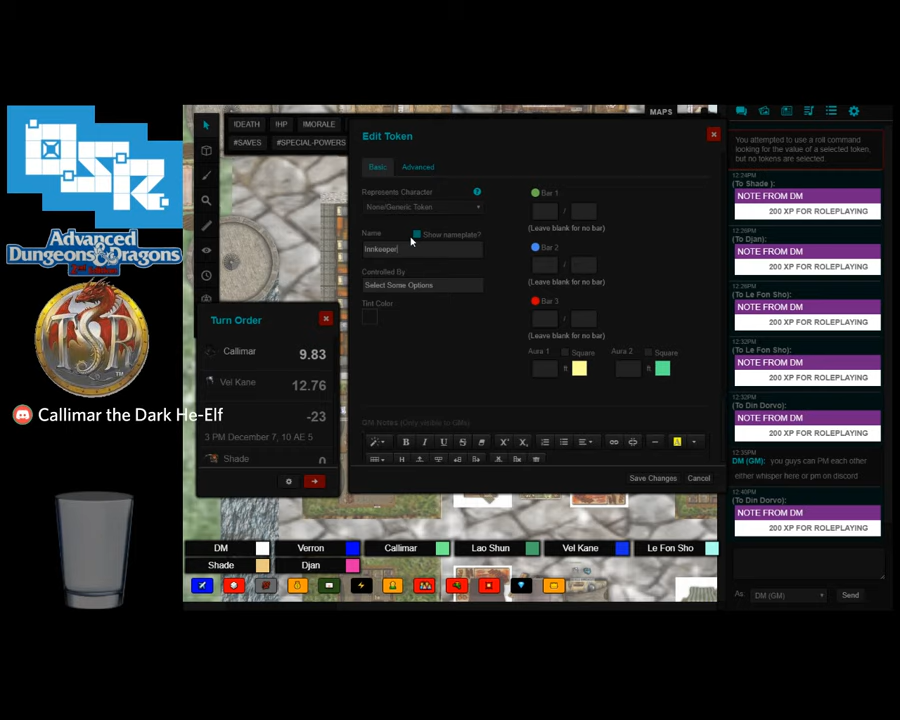 OSR
Advanced
Dungeons & Dragons
2nd Edition
TSR
TM
Callimar the Dark He-Elf
!DEATH
!HP
!MORALE
#SAVES
#SPECIAL-POWERS
MAPS
Edit Token
Basic
Advanced
Represents Character
None/Generic Token
Name
Show nameplate?
Innkeeper
Controlled By
Select Some Options
Tint Color
Bar 1
/
(Leave blank for no bar)
Bar 2
/
(Leave blank for no bar)
Bar 3
/
(Leave blank for no bar)
Aura 1
Square
Aura 2
Square
ft.
ft.
GM Notes (Only visible to GMs)
Save Changes
Cancel
Turn Order
Callimar
9.83
Vel Kane
12.76
-23
3 PM December 7, 10 AE 5
Shade
DM
Verron
Callimar
Lao Shun
Vel Kane
Le Fon Sho
Shade
Djan
You attempted to use a roll command
looking for the value of a selected token,
but no tokens are selected.
12:24PM
(To Shade ):
NOTE FROM DM
200 XP FOR ROLEPLAYING
(To Djan):
NOTE FROM DM
200 XP FOR ROLEPLAYING
(To Le Fon Sho):
NOTE FROM DM
200 XP FOR ROLEPLAYING
(To Le Fon Sho):
NOTE FROM DM
200 XP FOR ROLEPLAYING
12:32PM
(To Din Dorvo):
NOTE FROM DM
200 XP FOR ROLEPLAYING
12:35PM
DM (GM): you guys can PM each other
either whisper here or pm on discord
(To Din Dorvo):
NOTE FROM DM
200 XP FOR ROLEPLAYING
As:
DM (GM)
Send